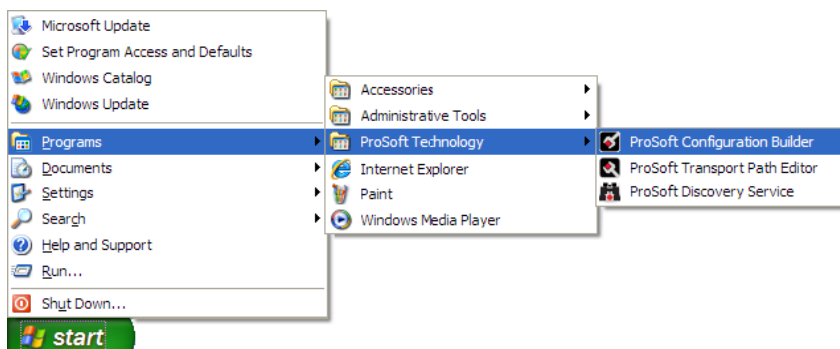 Microsoft Update
Set Program Access and Defaults
Windows Catalog
Windows Update
Programs
Documents
Settings
Search
Help and Support
Run...
Shut Down...
start
Accessories
Administrative Tools
ProSoft Technology
Internet Explorer
Paint
Windows Media Player
ProSoft Configuration Builder
ProSoft Transport Path Editor
ProSoft Discovery Service